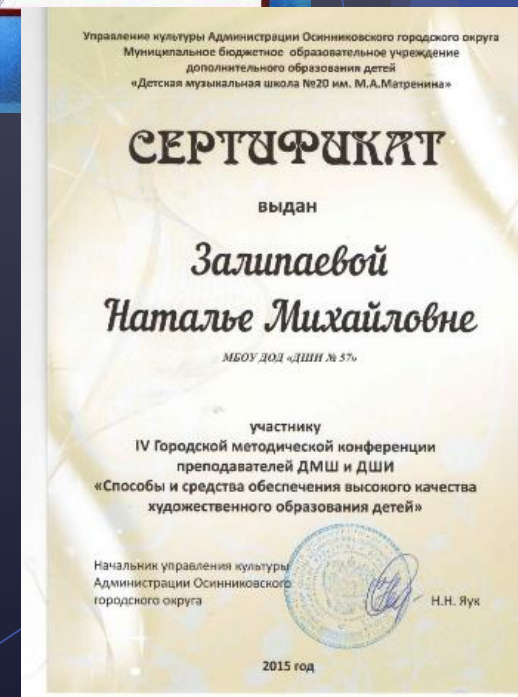 Управление культуры Администрации Осинниковского городского округа
Муниципальное бюджетное образовательное учреждение
дополнительного образования детей
«Детская музыкальная школа №20 им. М.А.Матренина»
СЕРТИФИКАТ
выдан
Залипаевой
Наталье Михайловне
МБОУ ДОД «ДШИ № 57»
участнику
IV Городской методической конференции
преподавателей ДМШ и ДШИ
«Способы и средства обеспечения высокого качества
художественного образования детей»
Начальник управления культуры
Администрации Осинниковского
городского округа
Н.Н. Яук
2015 год